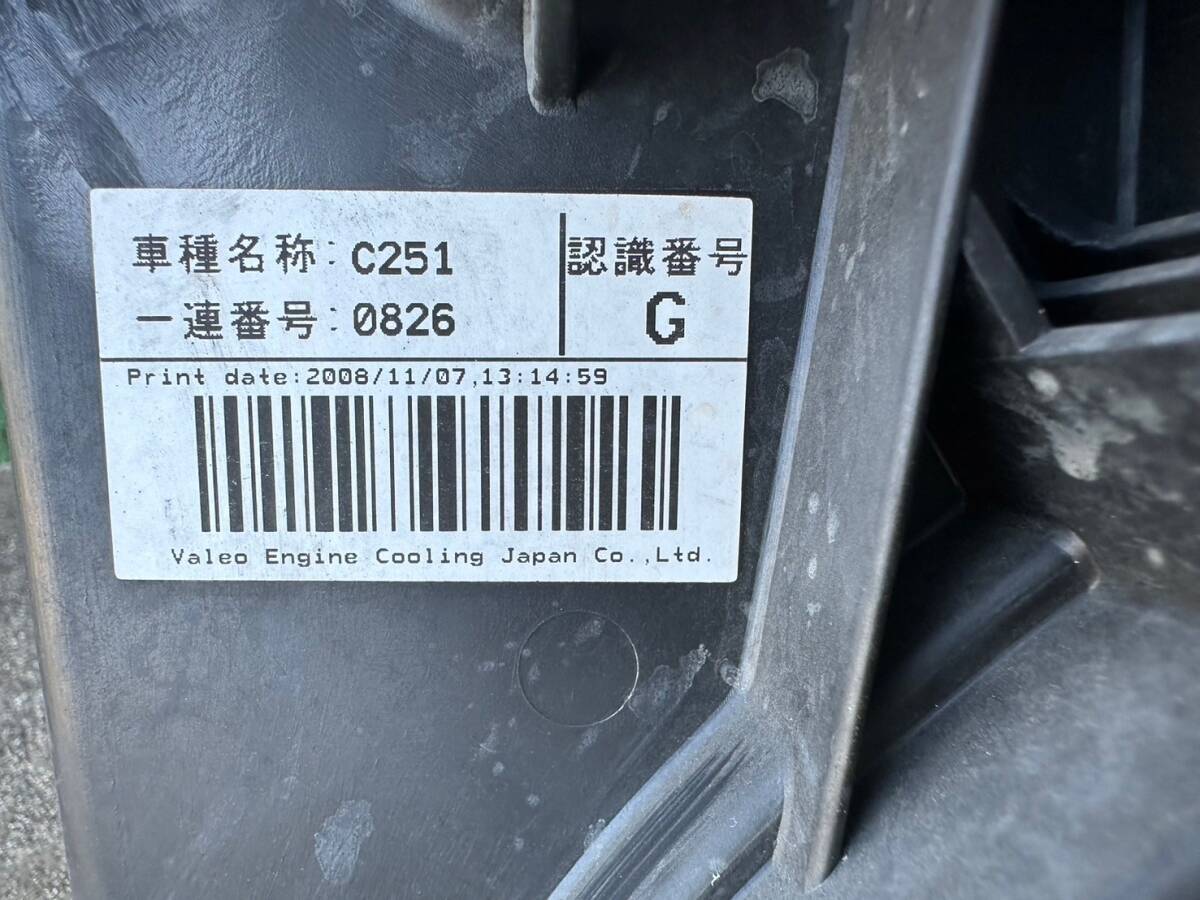 車種名称: C251
一連番号: 0826
認識番号
G
Print date:2008/11/07,13:14:59
Valeo Engine Cooling Japan Co.,Ltd.